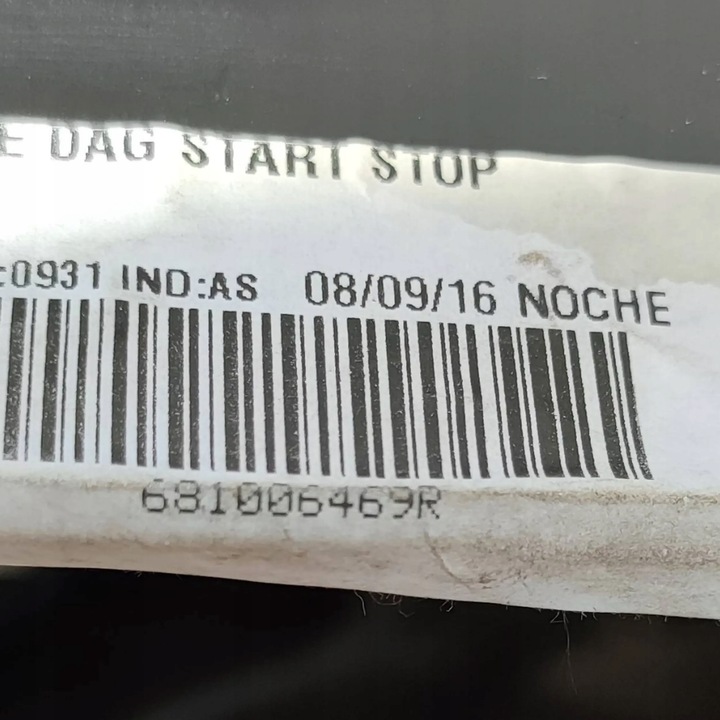 E DAG START STOP
:0931 IND:AS 08/09/16 NOCHE
681006469R